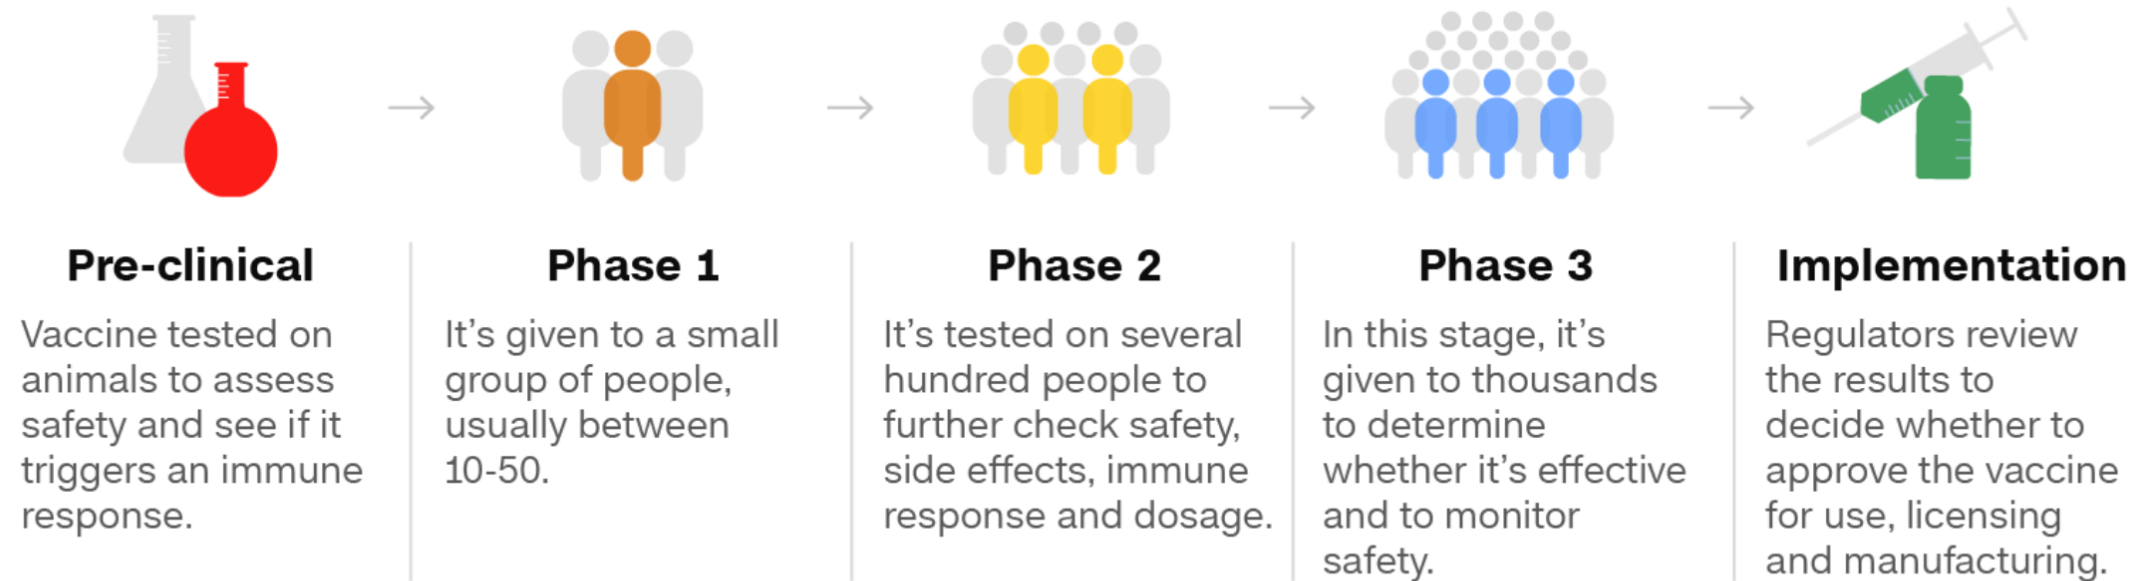 Pre-clinical
Vaccine tested on
animals to assess
safety and see if it
triggers an immune
response.
Phase 1
It’s given to a small
group of people,
usually between
10-50.
Phase 2
It’s tested on several
hundred people to
further check safety,
side effects, immune
response and dosage.
Phase 3
In this stage, it’s
given to thousands
to determine
whether it’s effective
and to monitor
safety.
Implementation
Regulators review
the results to
decide whether to
approve the vaccine
for use, licensing
and manufacturing.